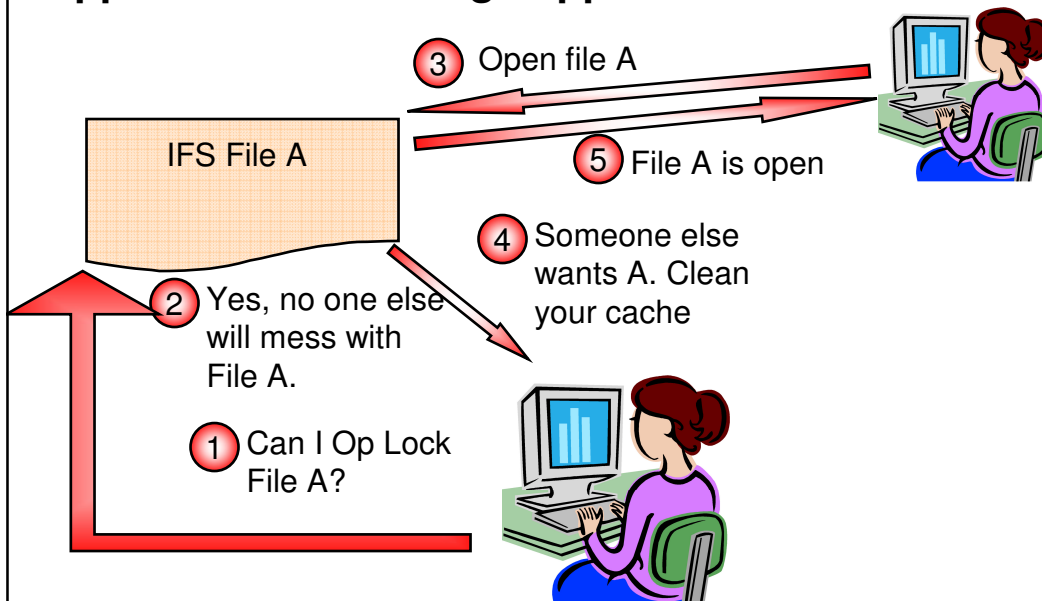 3 Open file A
IFS File A
5 File A is open
4 Someone else
wants A. Clean
your cache
2 Yes, no one else
will mess with
File A.
1 Can I Op Lock
File A?